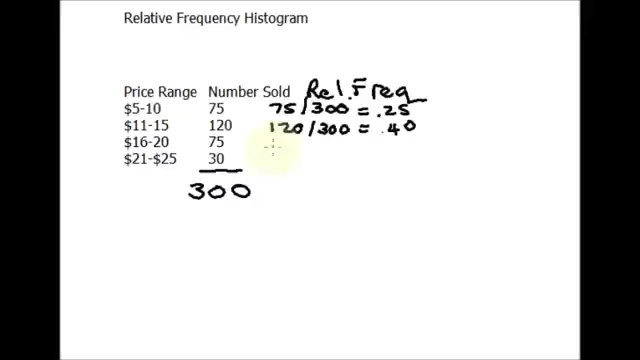 Relative Frequency Histogram
Price Range Number Sold Rel.Freq
$5-10 75 75/300 = .25
$11-15 120 120/300 = .40
$16-20 75
$21-$25 30
300